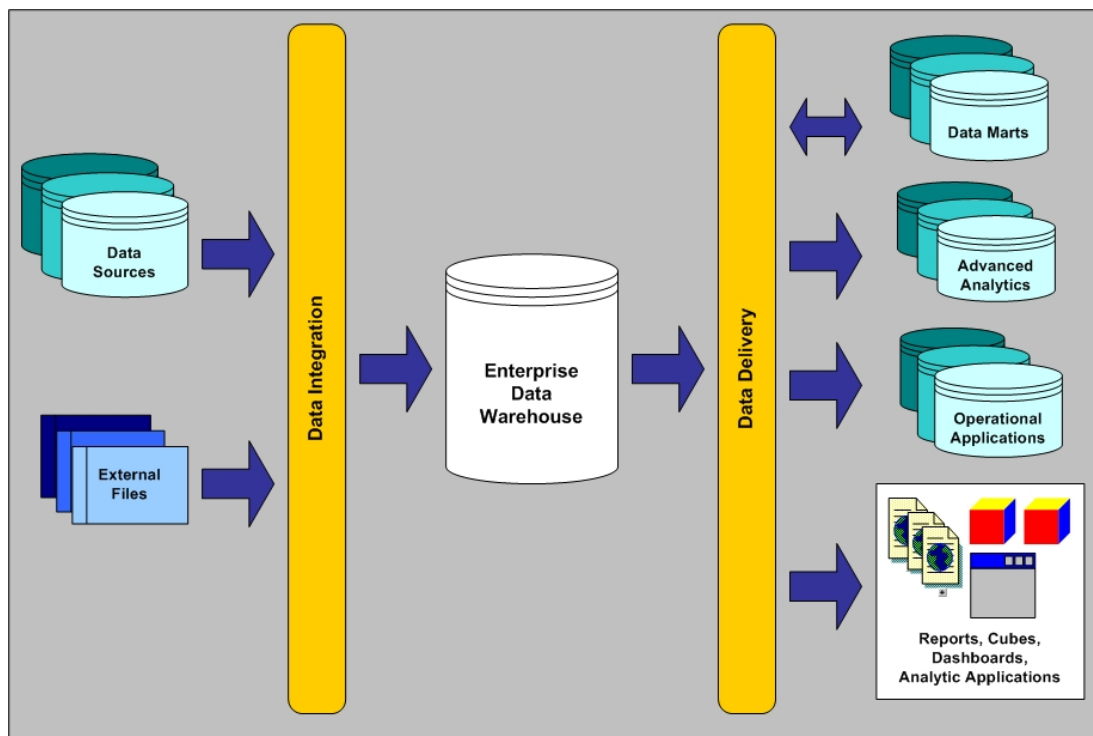 Data
Sources
External
Files
Data Integration
Enterprise
Data
Warehouse
Data Delivery
Data Marts
Advanced
Analytics
Operational
Applications
Reports, Cubes,
Dashboards,
Analytic Applications